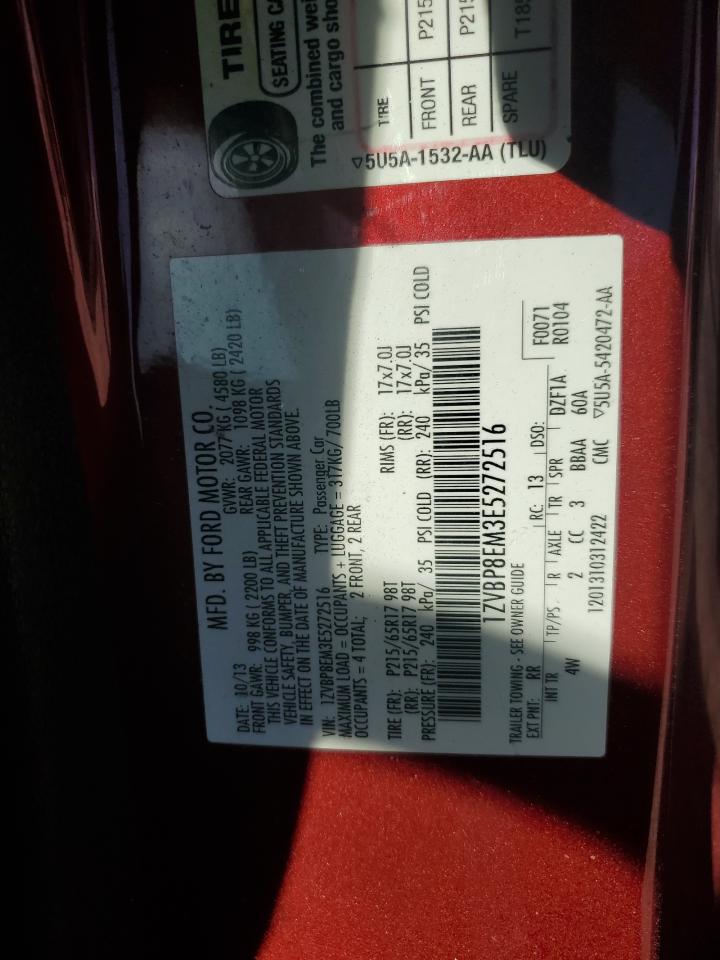 TIRE
SEATING CA
The combined wei
and cargo sho
TIRE
FRONT P215
REAR P215
SPARE T185
5U5A-1532-AA (TLU)
MFD. BY FORD MOTOR CO.
DATE: 10/13 GVWR: 2077 KG ( 4580 LB)
FRONT GAWR: 998 KG ( 2200 LB) REAR GAWR: 1098 KG ( 2420 LB)
THIS VEHICLE CONFORMS TO ALL APPLICABLE FEDERAL MOTOR
VEHICLE SAFETY, BUMPER, AND THEFT PREVENTION STANDARDS
IN EFFECT ON THE DATE OF MANUFACTURE SHOWN ABOVE.
VIN: 1ZVBP8EM3E5272516 TYPE: Passenger Car
MAXIMUM LOAD = OCCUPANTS + LUGGAGE = 317KG/ 700LB
OCCUPANTS = 4 TOTAL; 2 FRONT, 2 REAR
TIRE (FR): P215/65R17 98T RIMS (FR): 17x7.0J
(RR): P215/65R17 98T (RR): 17x7.0J
PRESSURE (FR): 240 kPa/ 35 PSI COLD (RR): 240 kPa/ 35 PSI COLD
1ZVBP8EM3E5272516
TRAILER TOWING - SEE OWNER GUIDE F0071
EXT PNT: RR RC: 13 DSO: R0104
INT TR TP/PS R AXLE TR SPR DZF1A
4W 2 CC 3 BBAA 60A
1201310312422 CMC ▽5U5A-5420472-AA